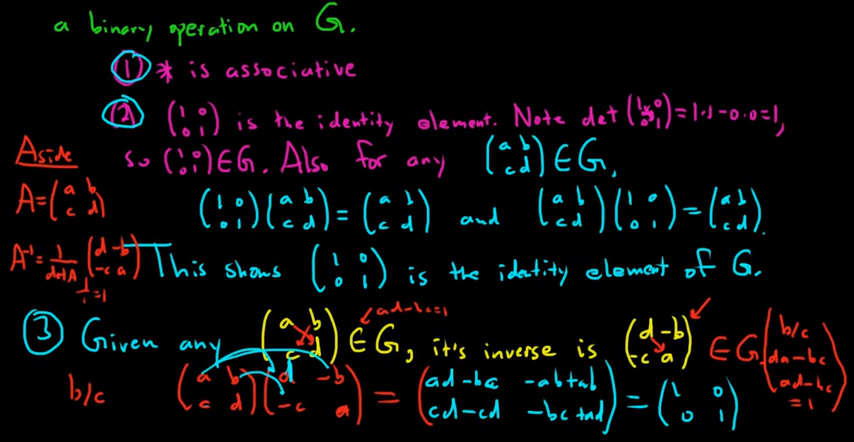 a binary operation on G.
① * is associative
② (1 0 / 0 1) is the identity element. Note det (1 0 / 0 1) = 1·1-0·0=1,
so (1 0 / 0 1) ∈ G. Also for any (a b / c d) ∈ G,
(1 0 / 0 1)(a b / c d) = (a b / c d) and (a b / c d)(1 0 / 0 1) = (a b / c d).
This shows (1 0 / 0 1) is the idatity element of G.
Aside
A = (a b / c d)
A⁻¹ = 1/detA (d -b / -c a)
1/1 = 1
③ Given any (a b / c d) ∈ G, it's inverse is (d -b / -c a) ∈ G.
ad-bc=1
(b/c
da-bc
ad-bc
=1)
b/c (a b / c d)(d -b / -c a) = (ad-bc -ab+ab / cd-cd -bc+ad) = (1 0 / 0 1)